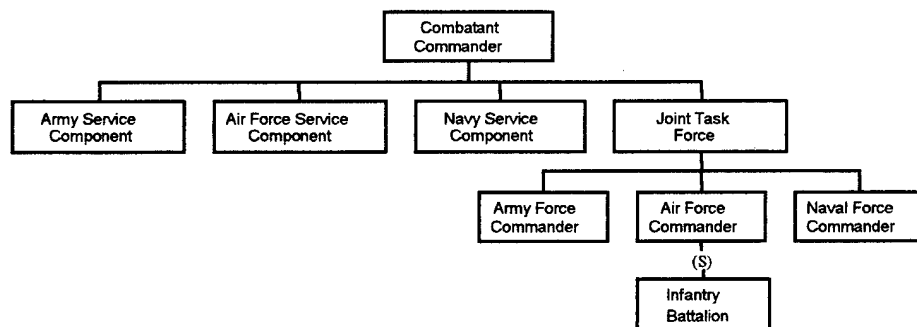 Combatant
Commander
Army Service
Component
Air Force Service
Component
Navy Service
Component
Joint Task
Force
Army Force
Commander
Air Force
Commander
Naval Force
Commander
(S)
Infantry
Battalion